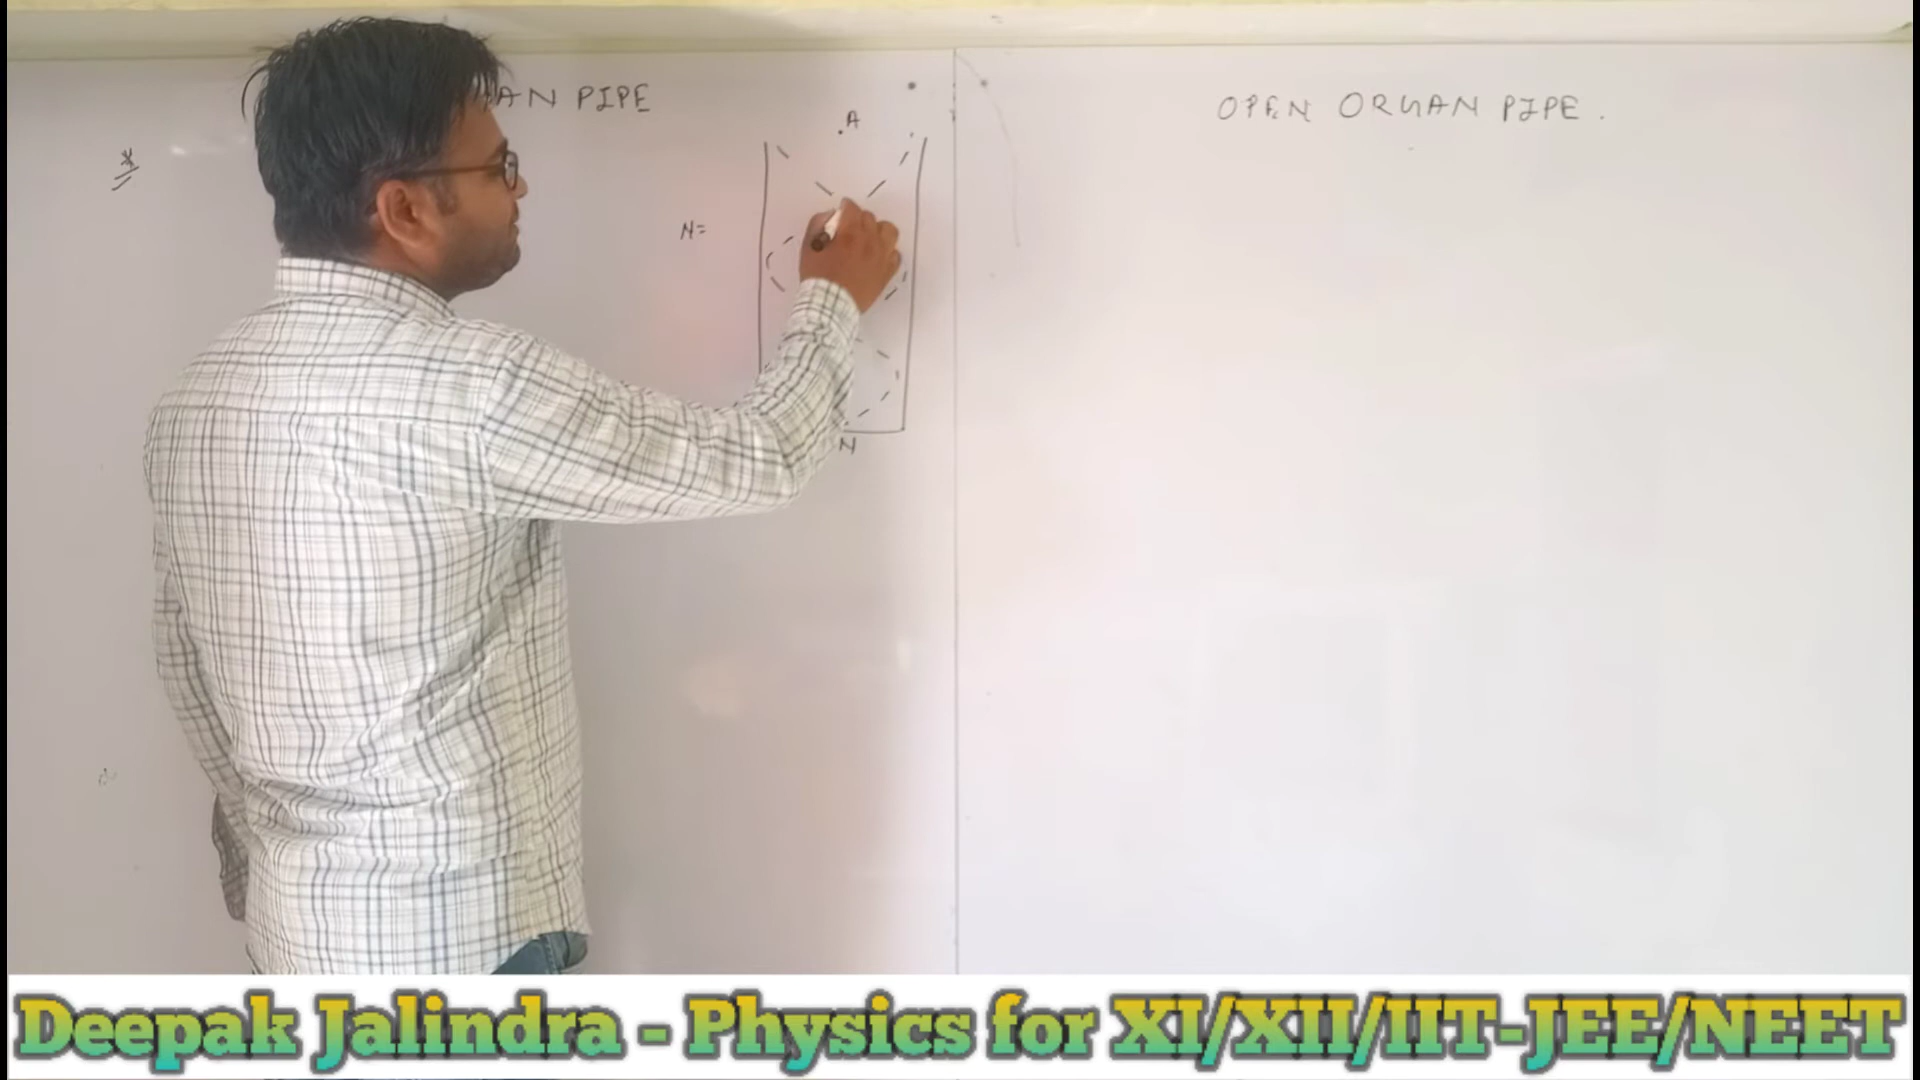 AN PIPE
OPEN ORGAN PIPE.
A
N=
N
Deepak Jalindra - Physics for XI/XII/IIT-JEE/NEET